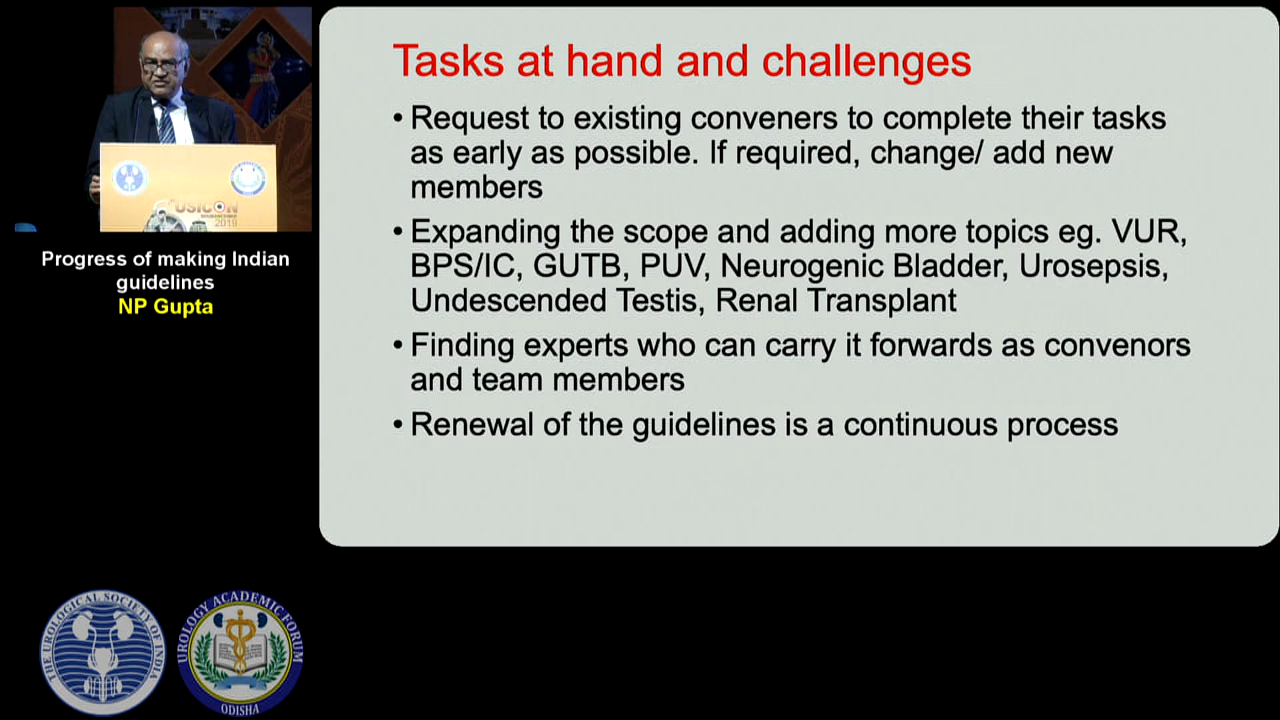 USICON
2019
Progress of making Indian
guidelines
NP Gupta
Tasks at hand and challenges
• Request to existing conveners to complete their tasks
as early as possible. If required, change/ add new
members
• Expanding the scope and adding more topics eg. VUR,
BPS/IC, GUTB, PUV, Neurogenic Bladder, Urosepsis,
Undescended Testis, Renal Transplant
• Finding experts who can carry it forwards as convenors
and team members
• Renewal of the guidelines is a continuous process
THE UROLOGICAL SOCIETY OF INDIA
UROLOGY ACADEMIC FORUM
ODISHA